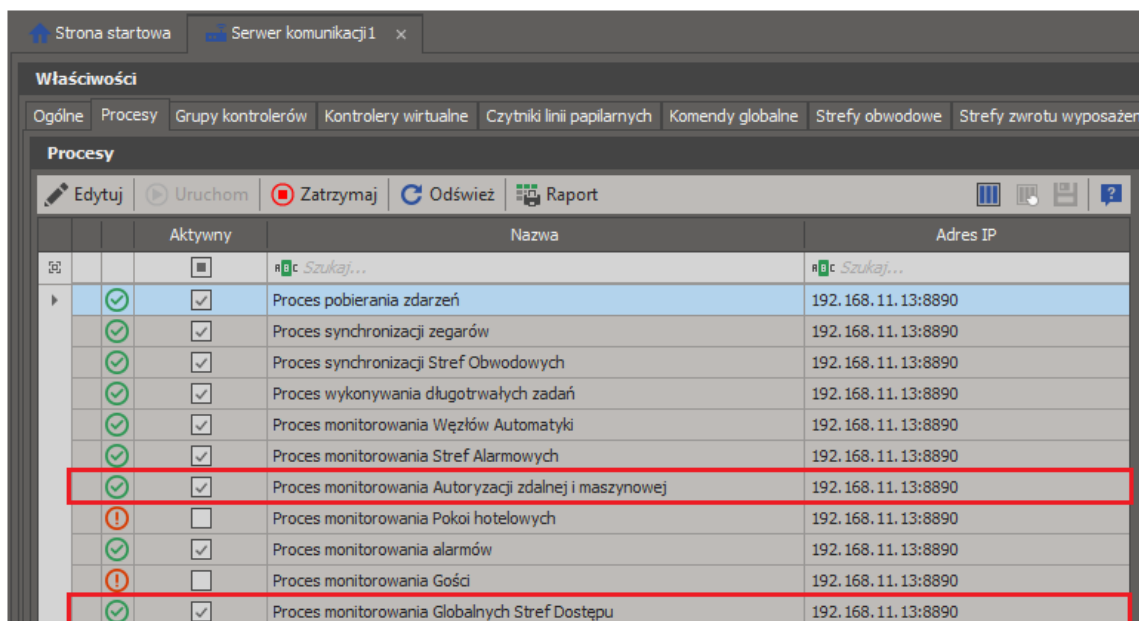 Strona startowa Serwer komunikacji1 ×
Właściwości
Ogólne Procesy Grupy kontrolerów Kontrolery wirtualne Czytniki linii papilarnych Komendy globalne Strefy obwodowe Strefy zwrotu wyposażen
Procesy
Edytuj Uruchom Zatrzymaj Odśwież Raport ?
Aktywny Nazwa Adres IP
ABC Szukaj... ABC Szukaj...
Proces pobierania zdarzeń 192.168.11.13:8890
Proces synchronizacji zegarów 192.168.11.13:8890
Proces synchronizacji Stref Obwodowych 192.168.11.13:8890
Proces wykonywania długotrwałych zadań 192.168.11.13:8890
Proces monitorowania Węzłów Automatyki 192.168.11.13:8890
Proces monitorowania Stref Alarmowych 192.168.11.13:8890
Proces monitorowania Autoryzacji zdalnej i maszynowej 192.168.11.13:8890
Proces monitorowania Pokoi hotelowych 192.168.11.13:8890
Proces monitorowania alarmów 192.168.11.13:8890
Proces monitorowania Gości 192.168.11.13:8890
Proces monitorowania Globalnych Stref Dostępu 192.168.11.13:8890